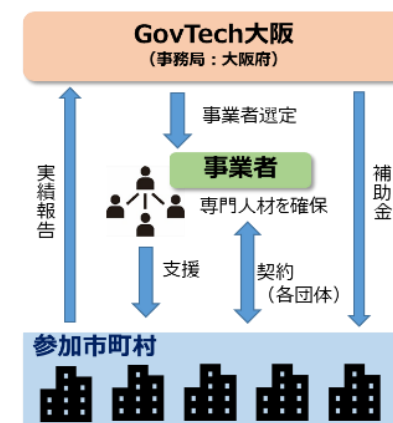 GovTech大阪
（事務局：大阪府）
事業者選定
事業者
専門人材を確保
実績報告
補助金
支援
契約
（各団体）
参加市町村